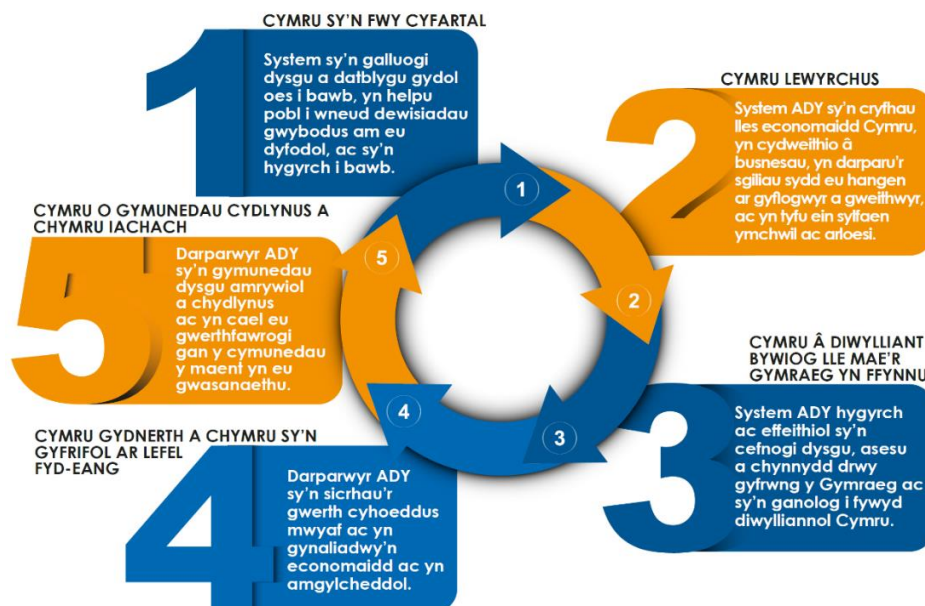 CYMRU SY'N FWY CYFARTAL
1
System sy'n galluogi
dysgu a datblygu gydol
oes i bawb, yn helpu
pobl i wneud dewisiadau
gwybodus am eu
dyfodol, ac sy'n
hygyrch i bawb.
CYMRU LEWYRCHUS
2
System ADY sy'n cryfhau
lles economaidd Cymru,
yn cydweithio â
busnesau, yn darparu'r
sgiliau sydd eu hangen
ar gyflogwyr a gweithwyr,
ac yn tyfu ein sylfaen
ymchwil ac arloesi.
CYMRU Â DIWYLLIANT
BYWIOG LLE MAE'R
GYMRAEG YN FFYNNU
3
System ADY hygyrch
ac effeithiol sy'n
cefnogi dysgu, asesu
a chynnydd drwy
gyfrwng y Gymraeg ac
sy'n ganolog i fywyd
diwylliannol Cymru.
CYMRU GYDNERTH A CHYMRU SY'N
GYFRIFOL AR LEFEL
FYD-EANG
4
Darparwyr ADY
sy'n sicrhau'r
gwerth cyhoeddus
mwyaf ac yn
gynaliadwy'n
economaidd ac yn
amgylcheddol.
CYMRU O GYMUNEDAU CYDLYNUS A
CHYMRU IACHACH
5
Darparwyr ADY
sy'n gymunedau
dysgu amrywiol
a chydlynus
ac yn cael eu
gwerthfawrogi
gan y cymunedau
y maent yn eu
gwasanaethu.
1
2
3
4
5